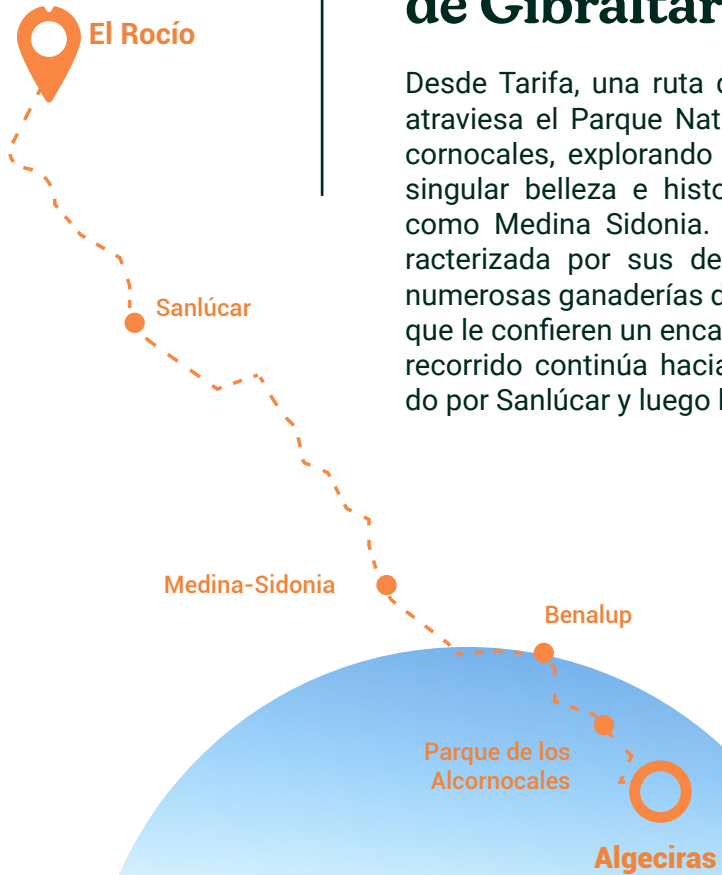 de Gibraltar
El Rocío
Desde Tarifa, una ruta
atraviesa el Parque Nat
cornocales, explorando
singular belleza e histo
como Medina Sidonia.
racterizada por sus de
numerosas ganaderías d
que le confieren un enca
recorrido continúa hacia
do por Sanlúcar y luego
Sanlúcar
Medina-Sidonia
Benalup
Parque de los
Alcornocales
Algeciras